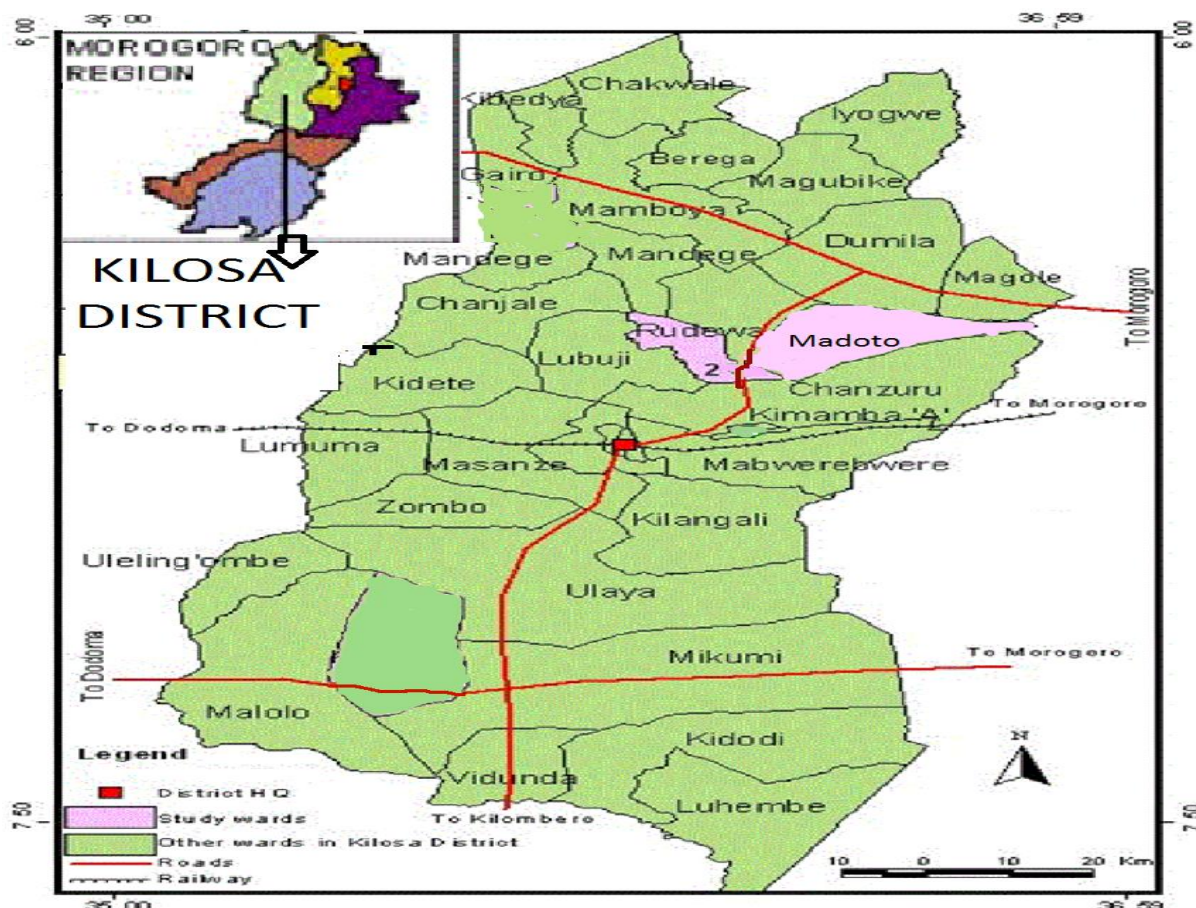 35 00
36 59
6 00
6 00
MOROGORO
REGION
KILOSA
DISTRICT
Chakwale
Kibedya
Iyogwe
Berega
Gairo
Magubike
Mamboya
Dumila
Mandege
Mandege
Magole
Chanjale
To Morogoro
Rudewa
Madoto
Lubuji
2
Kidete
Chanzuru
Kimamba 'A'
To Morogoro
To Dodoma
Lumuma
Masanze
Mabwerebwere
Zombo
Kilangali
Uleling'ombe
Ulaya
Mikumi
To Morogoro
To Dodoma
Malolo
Kidodi
N
Legend
Vidunda
District HQ
Luhembe
Study wards
To Kilombero
7 50
7 50
Other wards in Kilosa District
Roads
10 0 10 20 Km
Railway
35 00
36 59